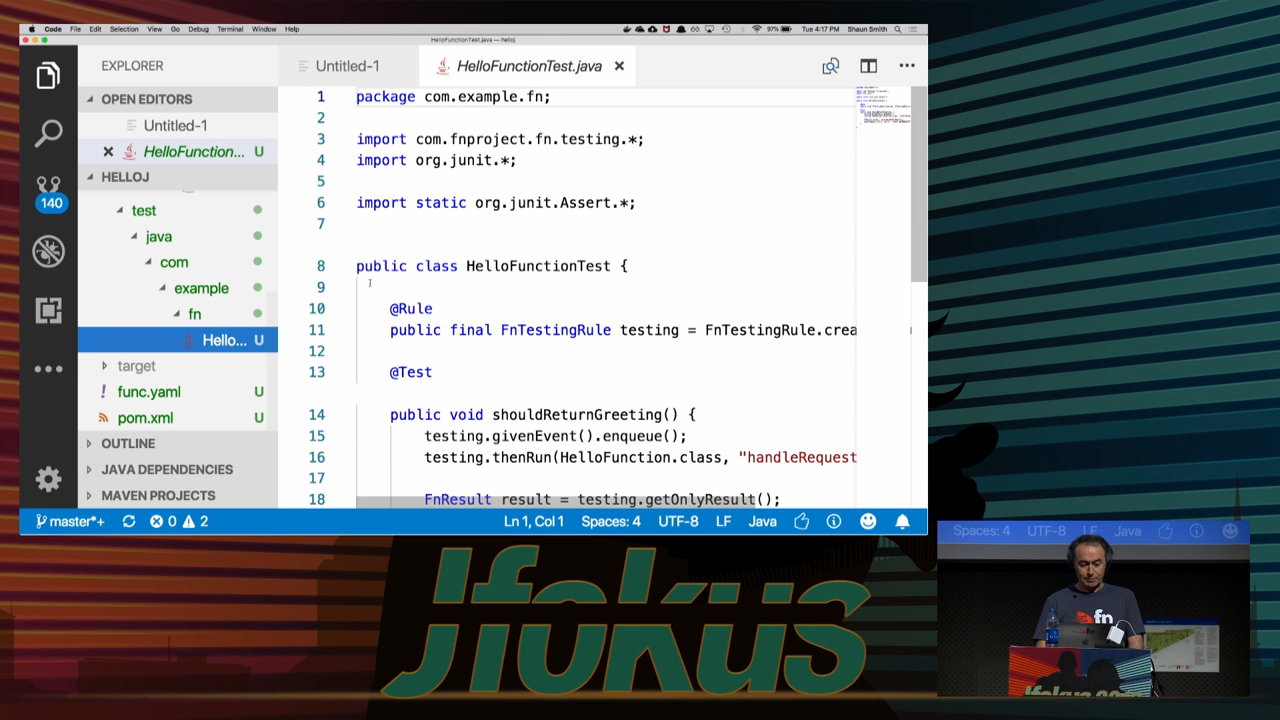 Code File Edit Selection View Go Debug Terminal Window Help 97% Tue 4:17 PM Shaun Smith
HelloFunctionTest.java — helloj
EXPLORER
Untitled-1
HelloFunctionTest.java
OPEN EDITORS
Untitled-1
HelloFunction... U
HELLOJ
test
java
com
example
fn
Hello... U
target
func.yaml U
pom.xml U
OUTLINE
JAVA DEPENDENCIES
MAVEN PROJECTS
140
1 package com.example.fn;
2
3 import com.fnproject.fn.testing.*;
4 import org.junit.*;
5
6 import static org.junit.Assert.*;
7
8 public class HelloFunctionTest {
9
10 @Rule
11 public final FnTestingRule testing = FnTestingRule.crea
12
13 @Test
14 public void shouldReturnGreeting() {
15 testing.givenEvent().enqueue();
16 testing.thenRun(HelloFunction.class, "handleRequest
17
18 FnResult result = testing.getOnlyResult();
master*+ 0 2 Ln 1, Col 1 Spaces: 4 UTF-8 LF Java
Spaces: 4 UTF-8 LF Java
fn
fn
Jfokus
Jfokus